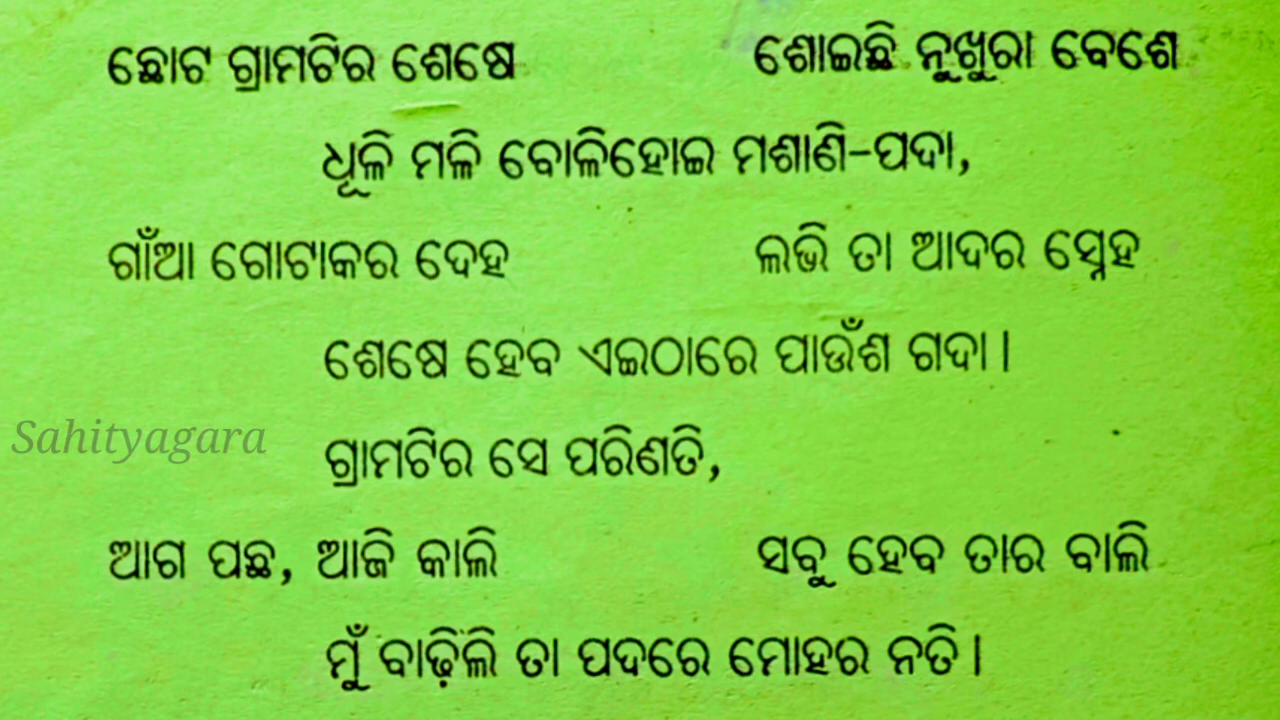 ଛୋଟ ଗ୍ରାମଟିର ଶେଷେ ଶୋଇଛି ନୁଖୁରା ବେଶେ
ଧୂଳି ମଳି ବୋଳିହୋଇ ମଶାଣି-ପଦା,
ଗାଁଆ ଗୋଟାକର ଦେହ ଲଭି ତା ଆଦର ସ୍ନେହ
ଶେଷେ ହେବ ଏଇଠାରେ ପାଉଁଶ ଗଦା।
Sahityagara
ଗ୍ରାମଟିର ସେ ପରିଣତି,
ଆଗ ପଛ, ଆଜି କାଲି ସବୁ ହେବ ତାର ବାଲି
ମୁଁ ବାଢ଼ିଲି ତା ପଦରେ ମୋହର ନତି।